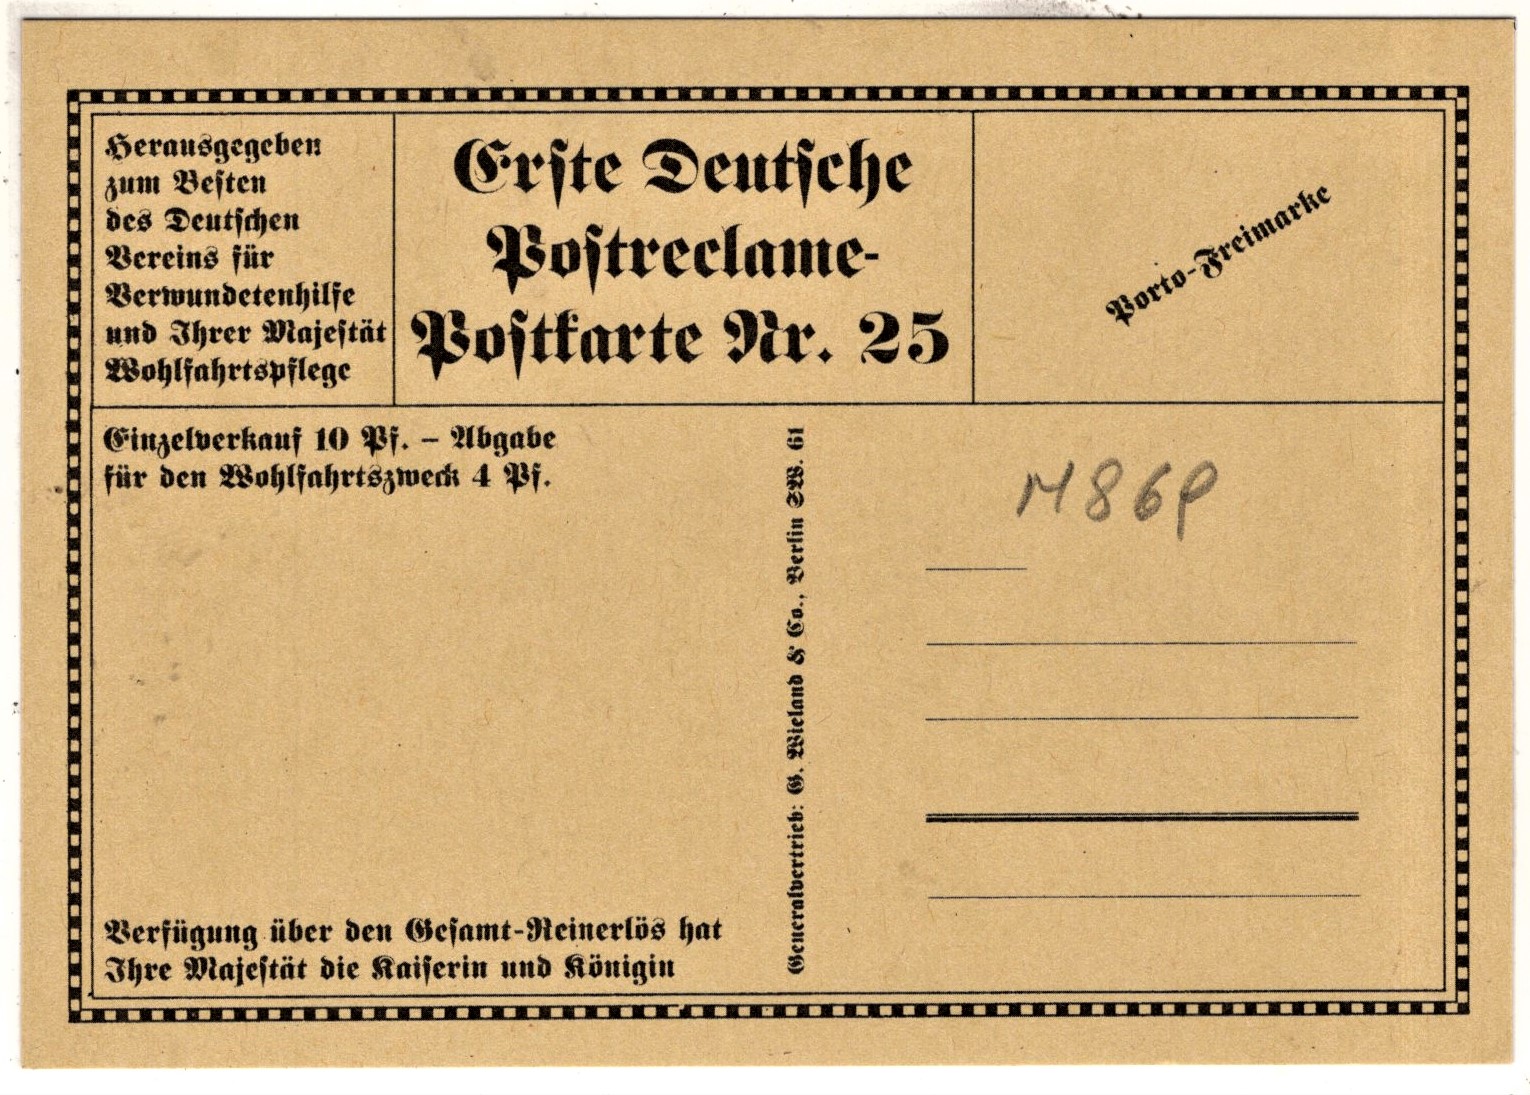 Herausgegeben
zum Besten
des Deutschen
Vereins für
Verwundetenhilfe
und Ihrer Majestät
Wohlfahrtspflege
Erste Deutsche
Postreclame-
Postkarte Nr. 25
Porto-Freimarke
Einzelverkauf 10 Pf. – Abgabe
für den Wohlfahrtszweck 4 Pf.
Generalvertrieb: G. Wieland & Co., Berlin SW. 61
Verfügung über den Gesamt-Reinerlös hat
Ihre Majestät die Kaiserin und Königin